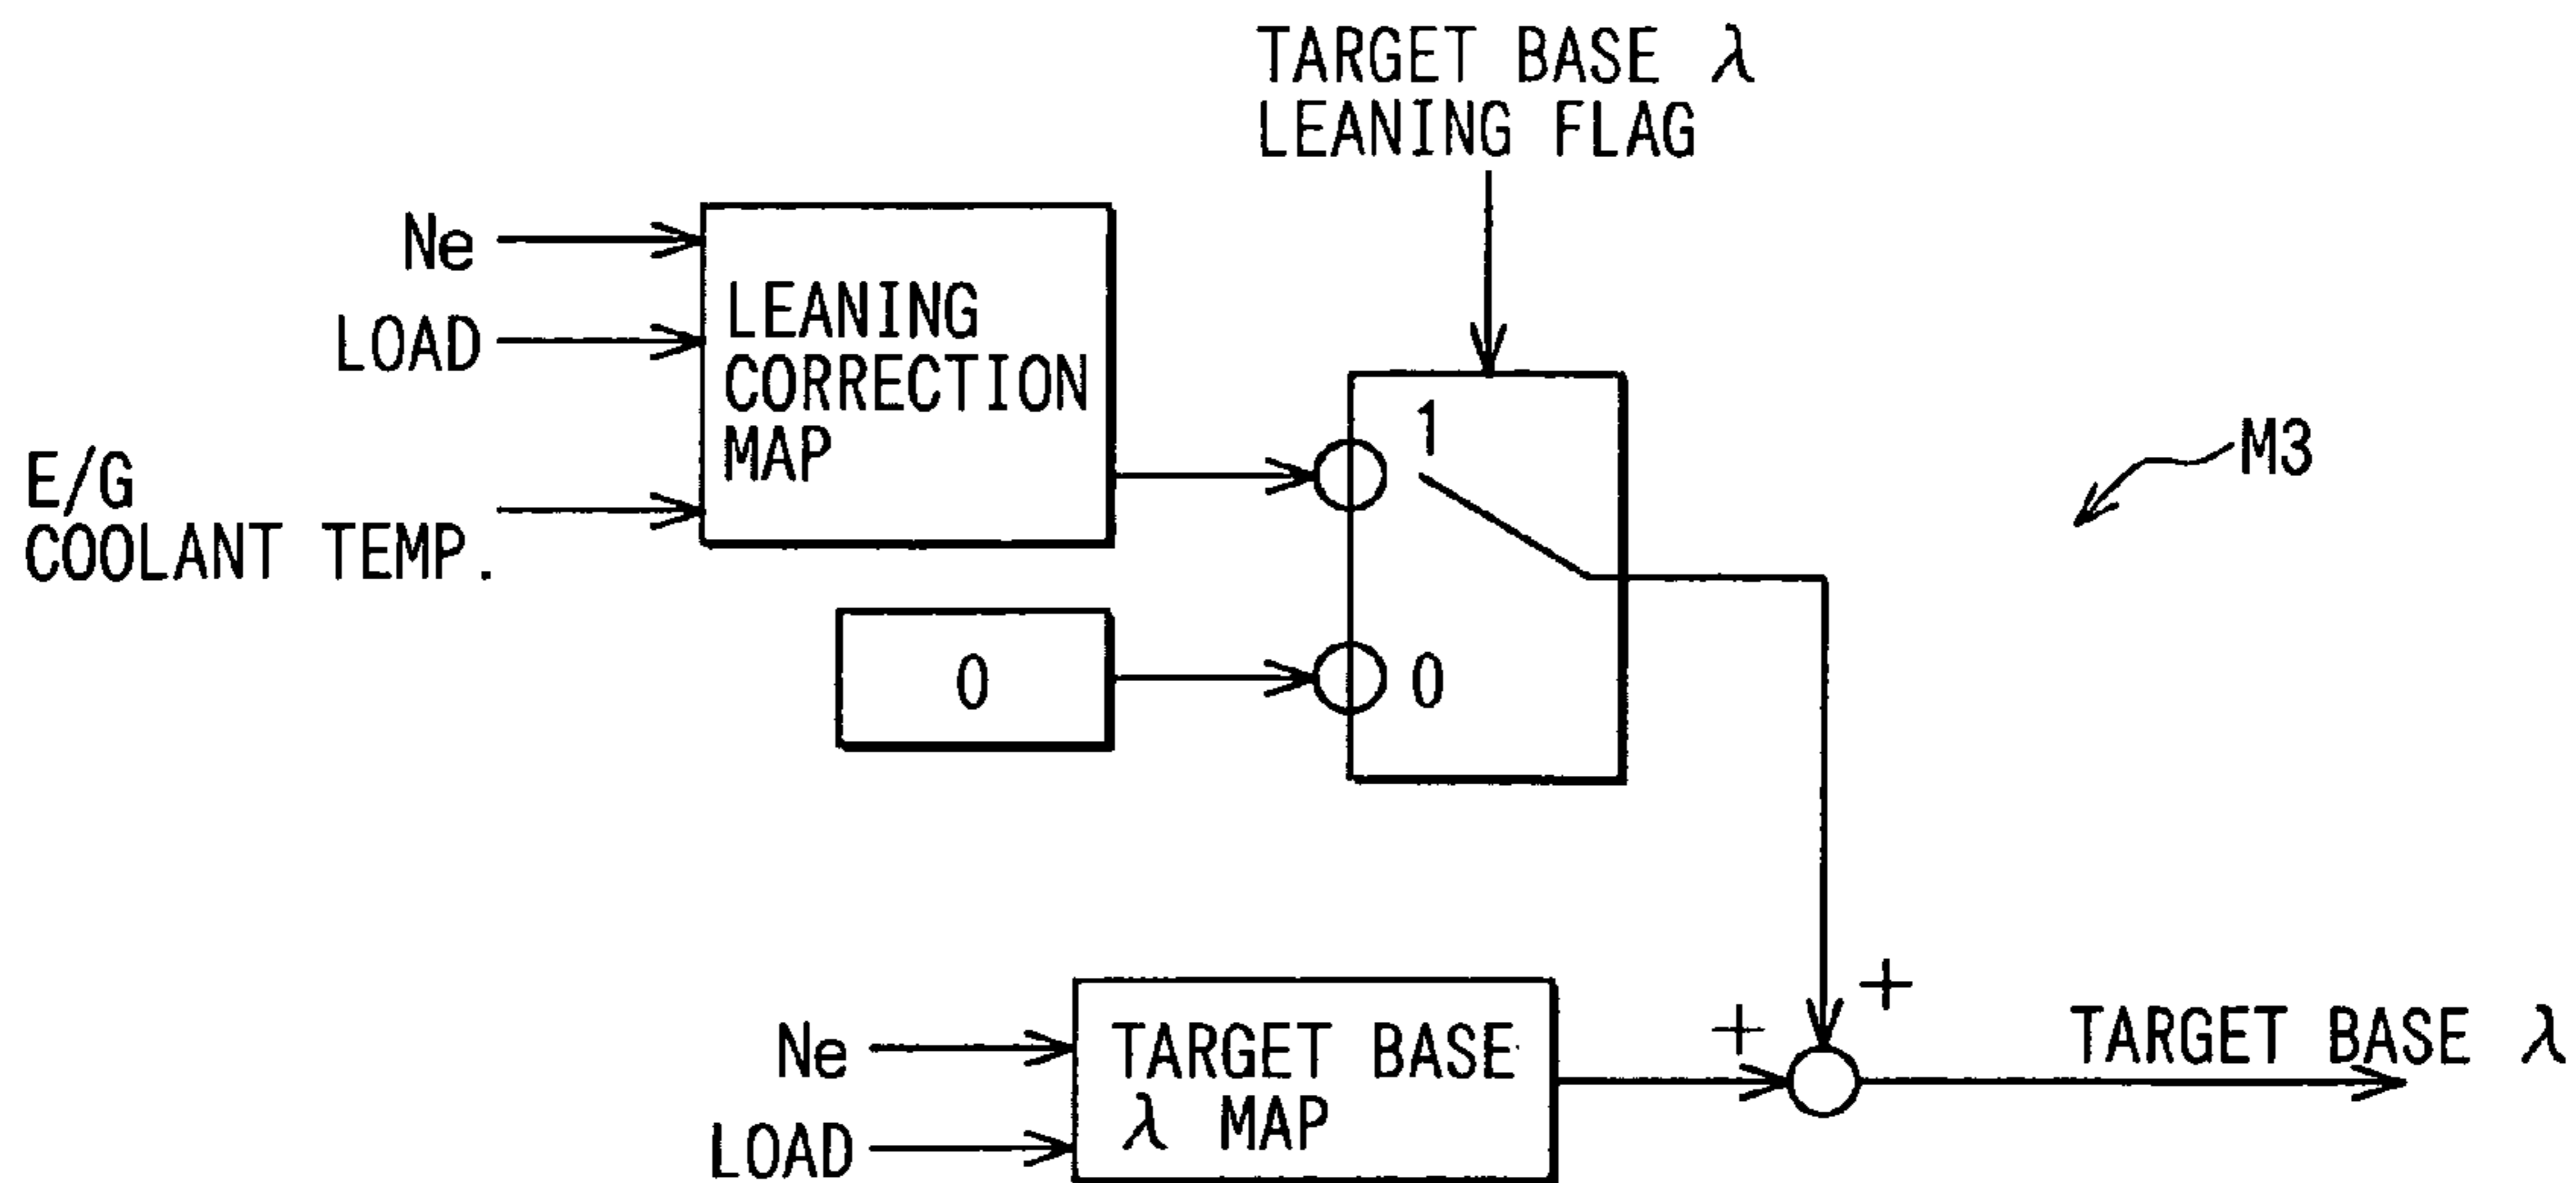 TARGET BASE λ
LEANING FLAG
Ne
LOAD
E/G
COOLANT TEMP.
LEANING
CORRECTION
MAP
1
0
0
M3
Ne
LOAD
TARGET BASE
λ MAP
+
+
TARGET BASE λ